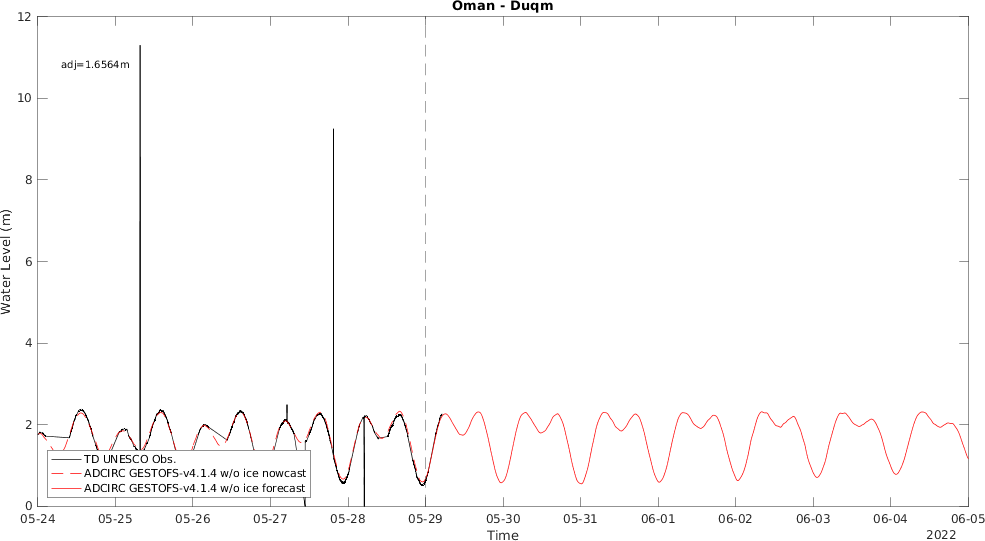 Oman - Duqm
12
10
8
6
4
2
0
Water Level (m)
adj=1.6564m
TD UNESCO Obs.
ADCIRC GESTOFS-v4.1.4 w/o ice nowcast
ADCIRC GESTOFS-v4.1.4 w/o ice forecast
05-24 05-25 05-26 05-27 05-28 05-29 05-30 05-31 06-01 06-02 06-03 06-04 06-05
Time
2022